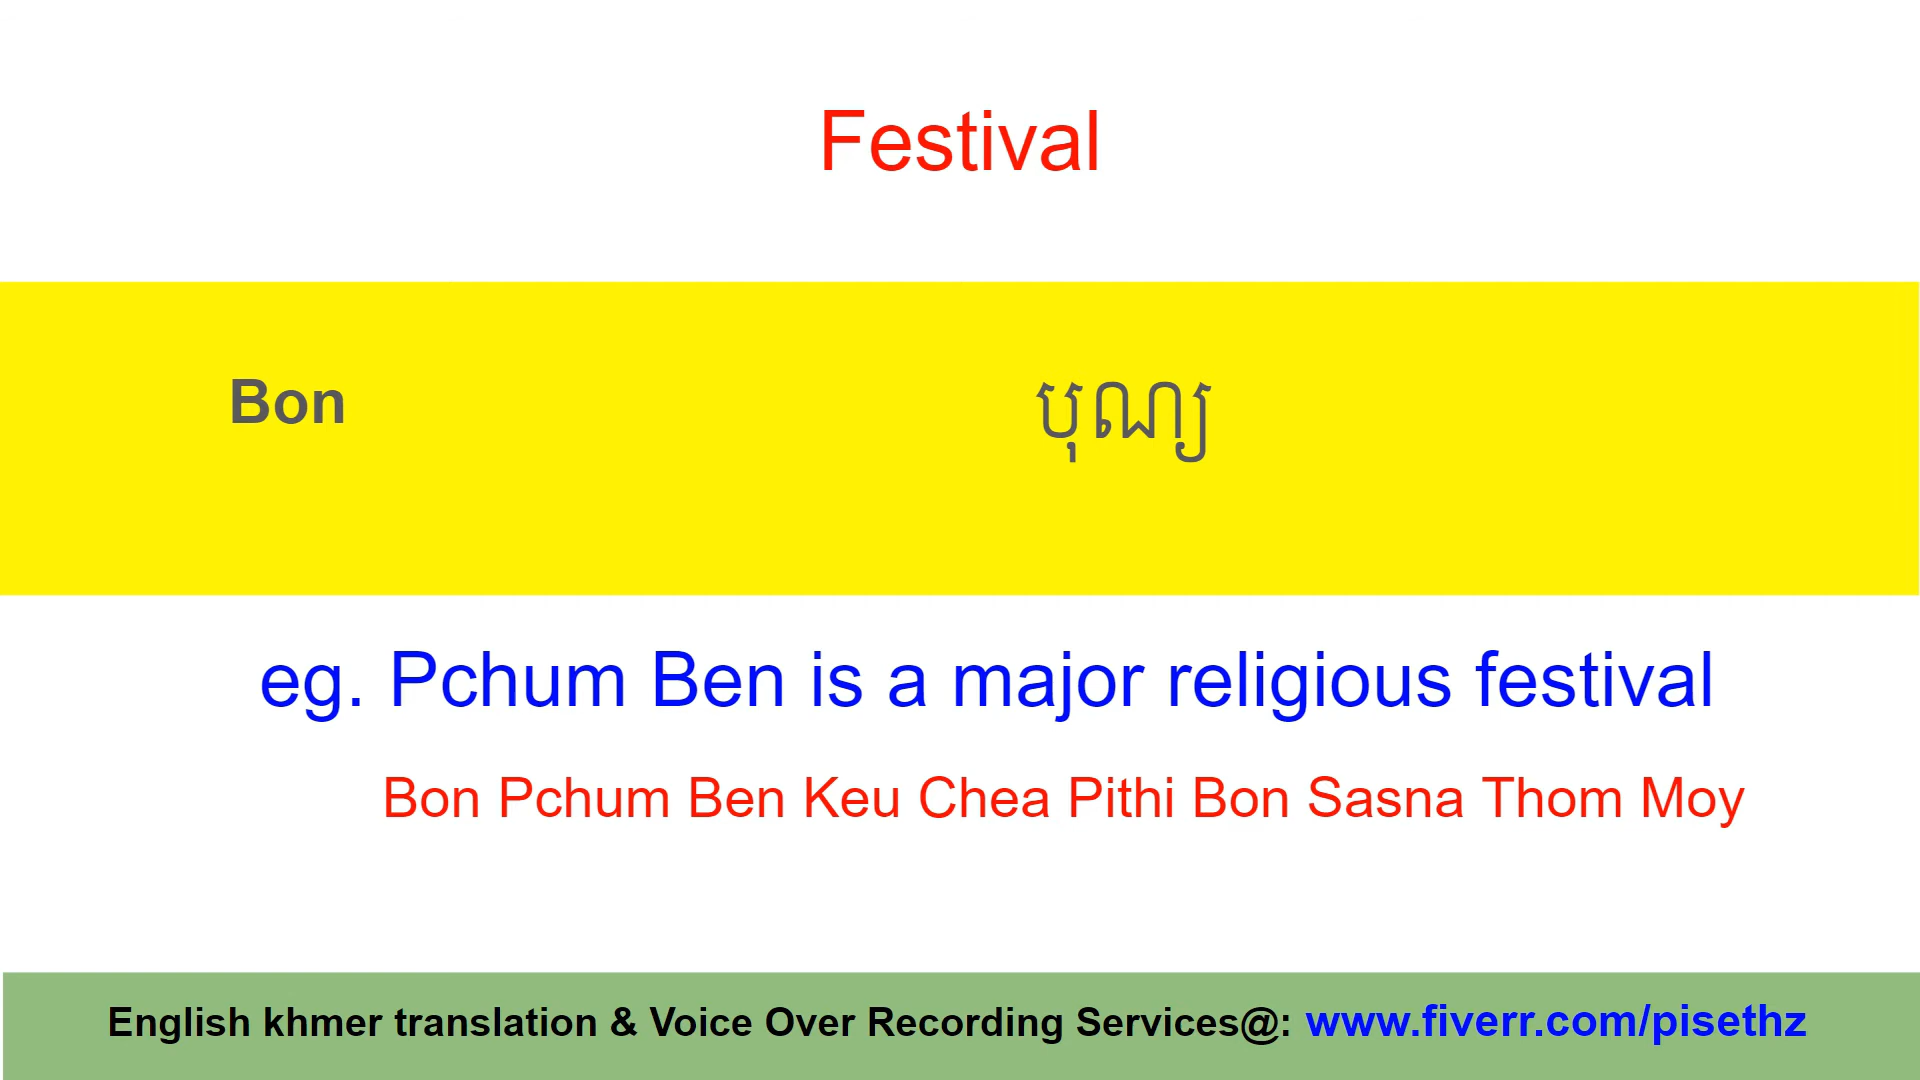 Festival
Bon បុណ្យ
eg. Pchum Ben is a major religious festival
Bon Pchum Ben Keu Chea Pithi Bon Sasna Thom Moy
English khmer translation & Voice Over Recording Services@: www.fiverr.com/pisethz